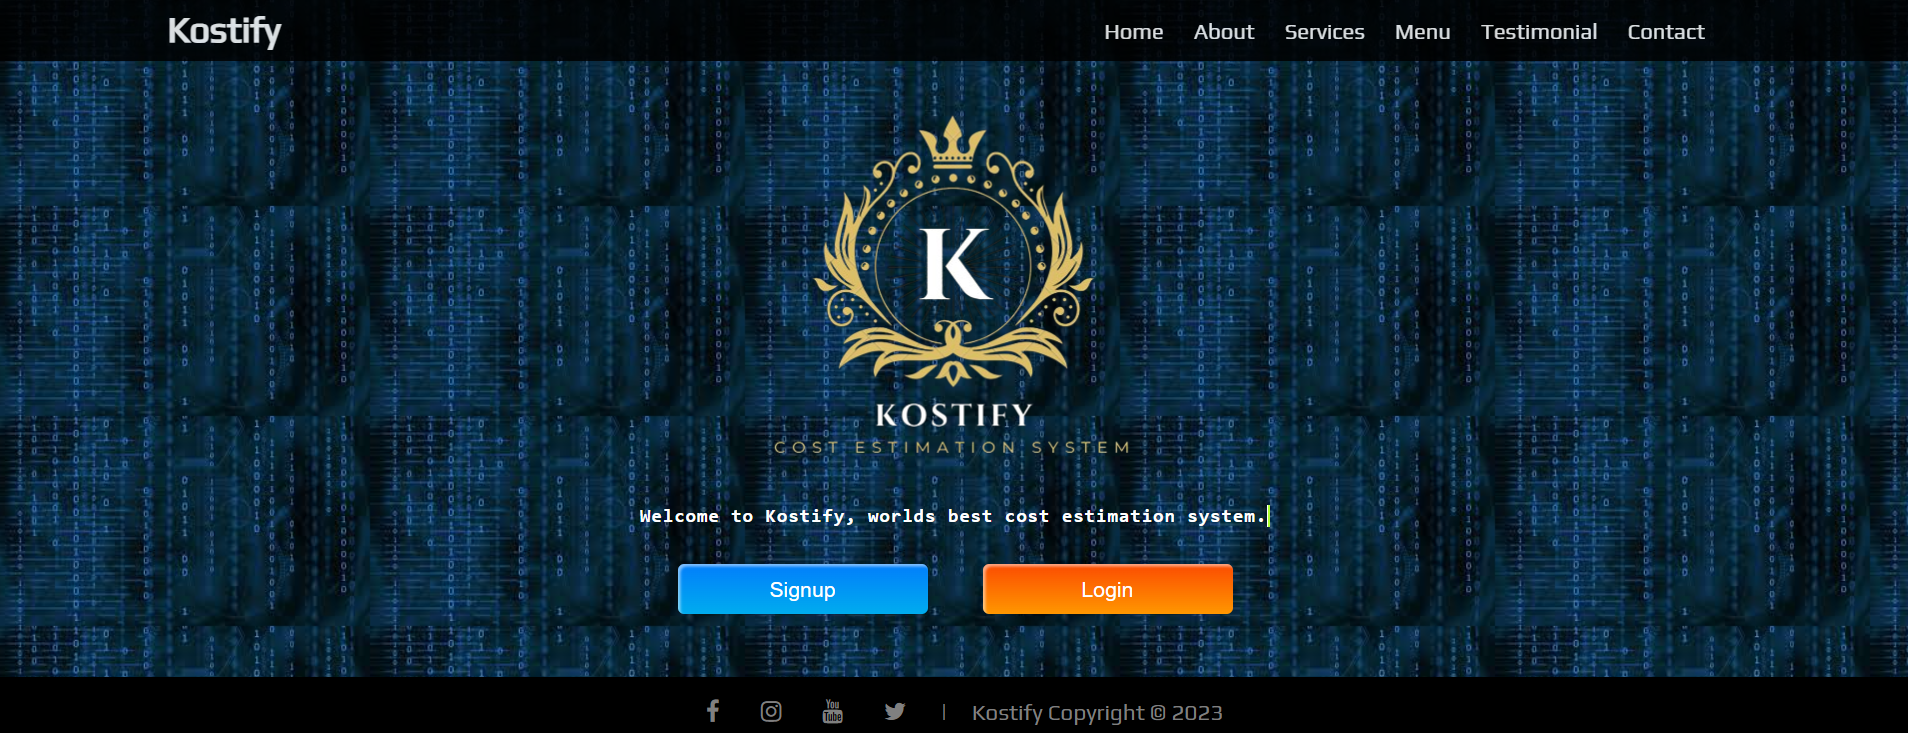 Kostify
Home About Services Menu Testimonial Contact
K
KOSTIFY
COST ESTIMATION SYSTEM
Welcome to Kostify, worlds best cost estimation system.
Signup Login
You Tube | Kostify Copyright © 2023